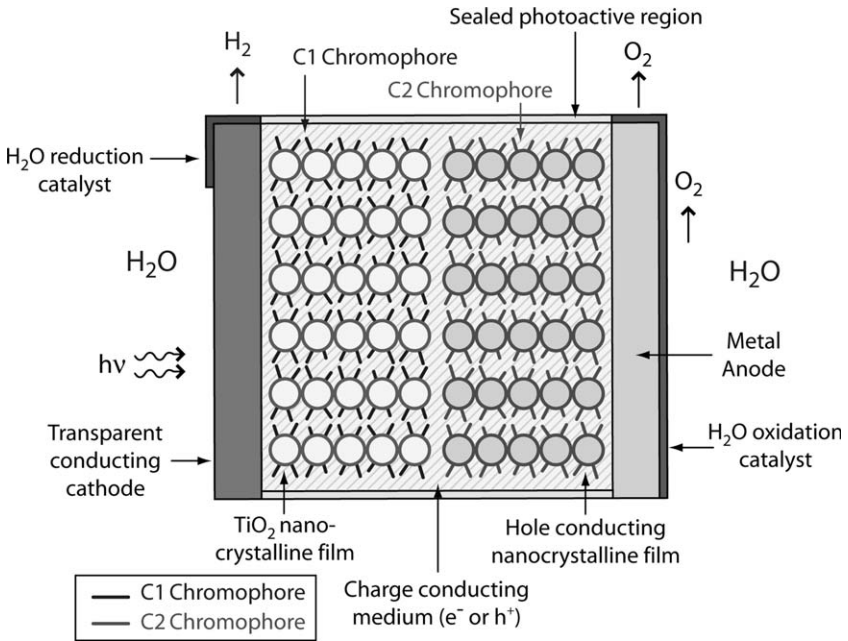 Sealed photoactive region
H₂
O₂
C1 Chromophore
C2 Chromophore
H₂O reduction
catalyst
O₂
H₂O
H₂O
hν
Metal
Anode
Transparent
conducting
cathode
H₂O oxidation
catalyst
TiO₂ nano-
crystalline film
Hole conducting
nanocrystalline film
Charge conducting
medium (e⁻ or h⁺)
C1 Chromophore
C2 Chromophore